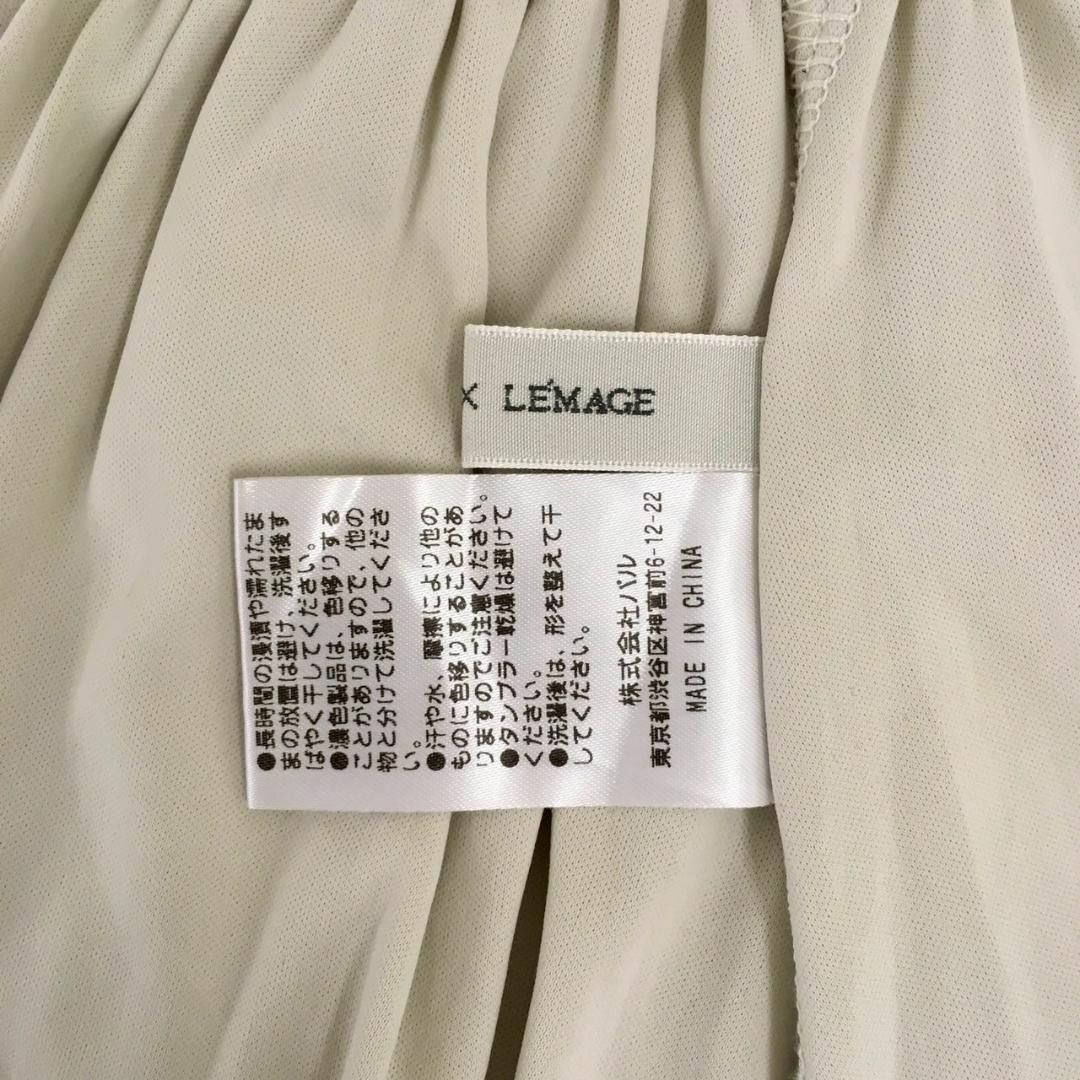 X LE'MAGE
●長時間の浸漬や濡れたま
まの放置は避け、洗濯後す
ばやく干してください。
●濃色製品は、色移りする
ことがありますので、他の
物と分けて洗濯してくださ
い。
●汗や水、摩擦により他の
ものに色移りすることがあ
りますのでご注意ください。
●タンブラー乾燥は避けて
ください。
●洗濯後は、形を整えて干
してください。
株式会社パル
東京都渋谷区神宮前6-12-22
MADE IN CHINA